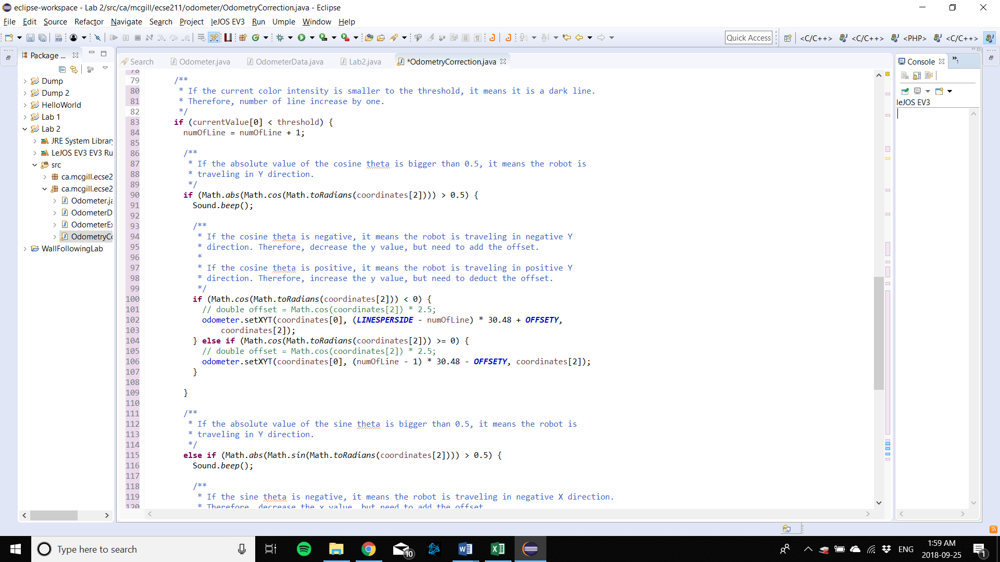 eclipse-workspace - Lab 2/src/ca/mcgill/ecse211/odometer/OdometryCorrection.java - Eclipse
File Edit Source Refactor Navigate Search Project leJOS EV3 Run Umple Window Help
Quick Access <C/C++> <C/C++> <PHP> <C/C++>
Package ...
Dump
Dump 2
HelloWorld
Lab 1
Lab 2
JRE System Library
LeJOS EV3 EV3 Ru
src
ca.mcgill.ecse2
ca.mcgill.ecse2
Odometer.ja
OdometerD
OdometerEx
OdometryCo
WallFollowingLab
Search Odometer.java OdometerData.java Lab2.java *OdometryCorrection.java
78
79 /**
80 * If the current color intensity is smaller to the threshold, it means it is a dark line.
81 * Therefore, number of line increase by one.
82 */
83 if (currentValue[0] < threshold) {
84 numOfLine = numOfLine + 1;
85
86 /**
87 * If the absolute value of the cosine theta is bigger than 0.5, it means the robot is
88 * traveling in Y direction.
89 */
90 if (Math.abs(Math.cos(Math.toRadians(coordinates[2]))) > 0.5) {
91 Sound.beep();
92
93 /**
94 * If the cosine theta is negative, it means the robot is traveling in negative Y
95 * direction. Therefore, decrease the y value, but need to add the offset.
96 *
97 * If the cosine theta is positive, it means the robot is traveling in positive Y
98 * direction. Therefore, increase the y value, but need to deduct the offset.
99 */
100 if (Math.cos(Math.toRadians(coordinates[2])) < 0) {
101 // double offset = Math.cos(coordinates[2]) * 2.5;
102 odometer.setXYT(coordinates[0], (LINESPERSIDE - numOfLine) * 30.48 + OFFSETY,
103 coordinates[2]);
104 } else if (Math.cos(Math.toRadians(coordinates[2])) >= 0) {
105 // double offset = Math.cos(coordinates[2]) * 2.5;
106 odometer.setXYT(coordinates[0], (numOfLine - 1) * 30.48 - OFFSETY, coordinates[2]);
107 }
108
109 }
110
111 /**
112 * If the absolute value of the sine theta is bigger than 0.5, it means the robot is
113 * traveling in Y direction.
114 */
115 else if (Math.abs(Math.sin(Math.toRadians(coordinates[2]))) > 0.5) {
116 Sound.beep();
117
118 /**
119 * If the sine theta is negative, it means the robot is traveling in negative X direction.
120 * Therefore, decrease the x value, but need to add the offset.
Console »1
leJOS EV3
Type here to search
10
ENG
1:59 AM
2018-09-25
1